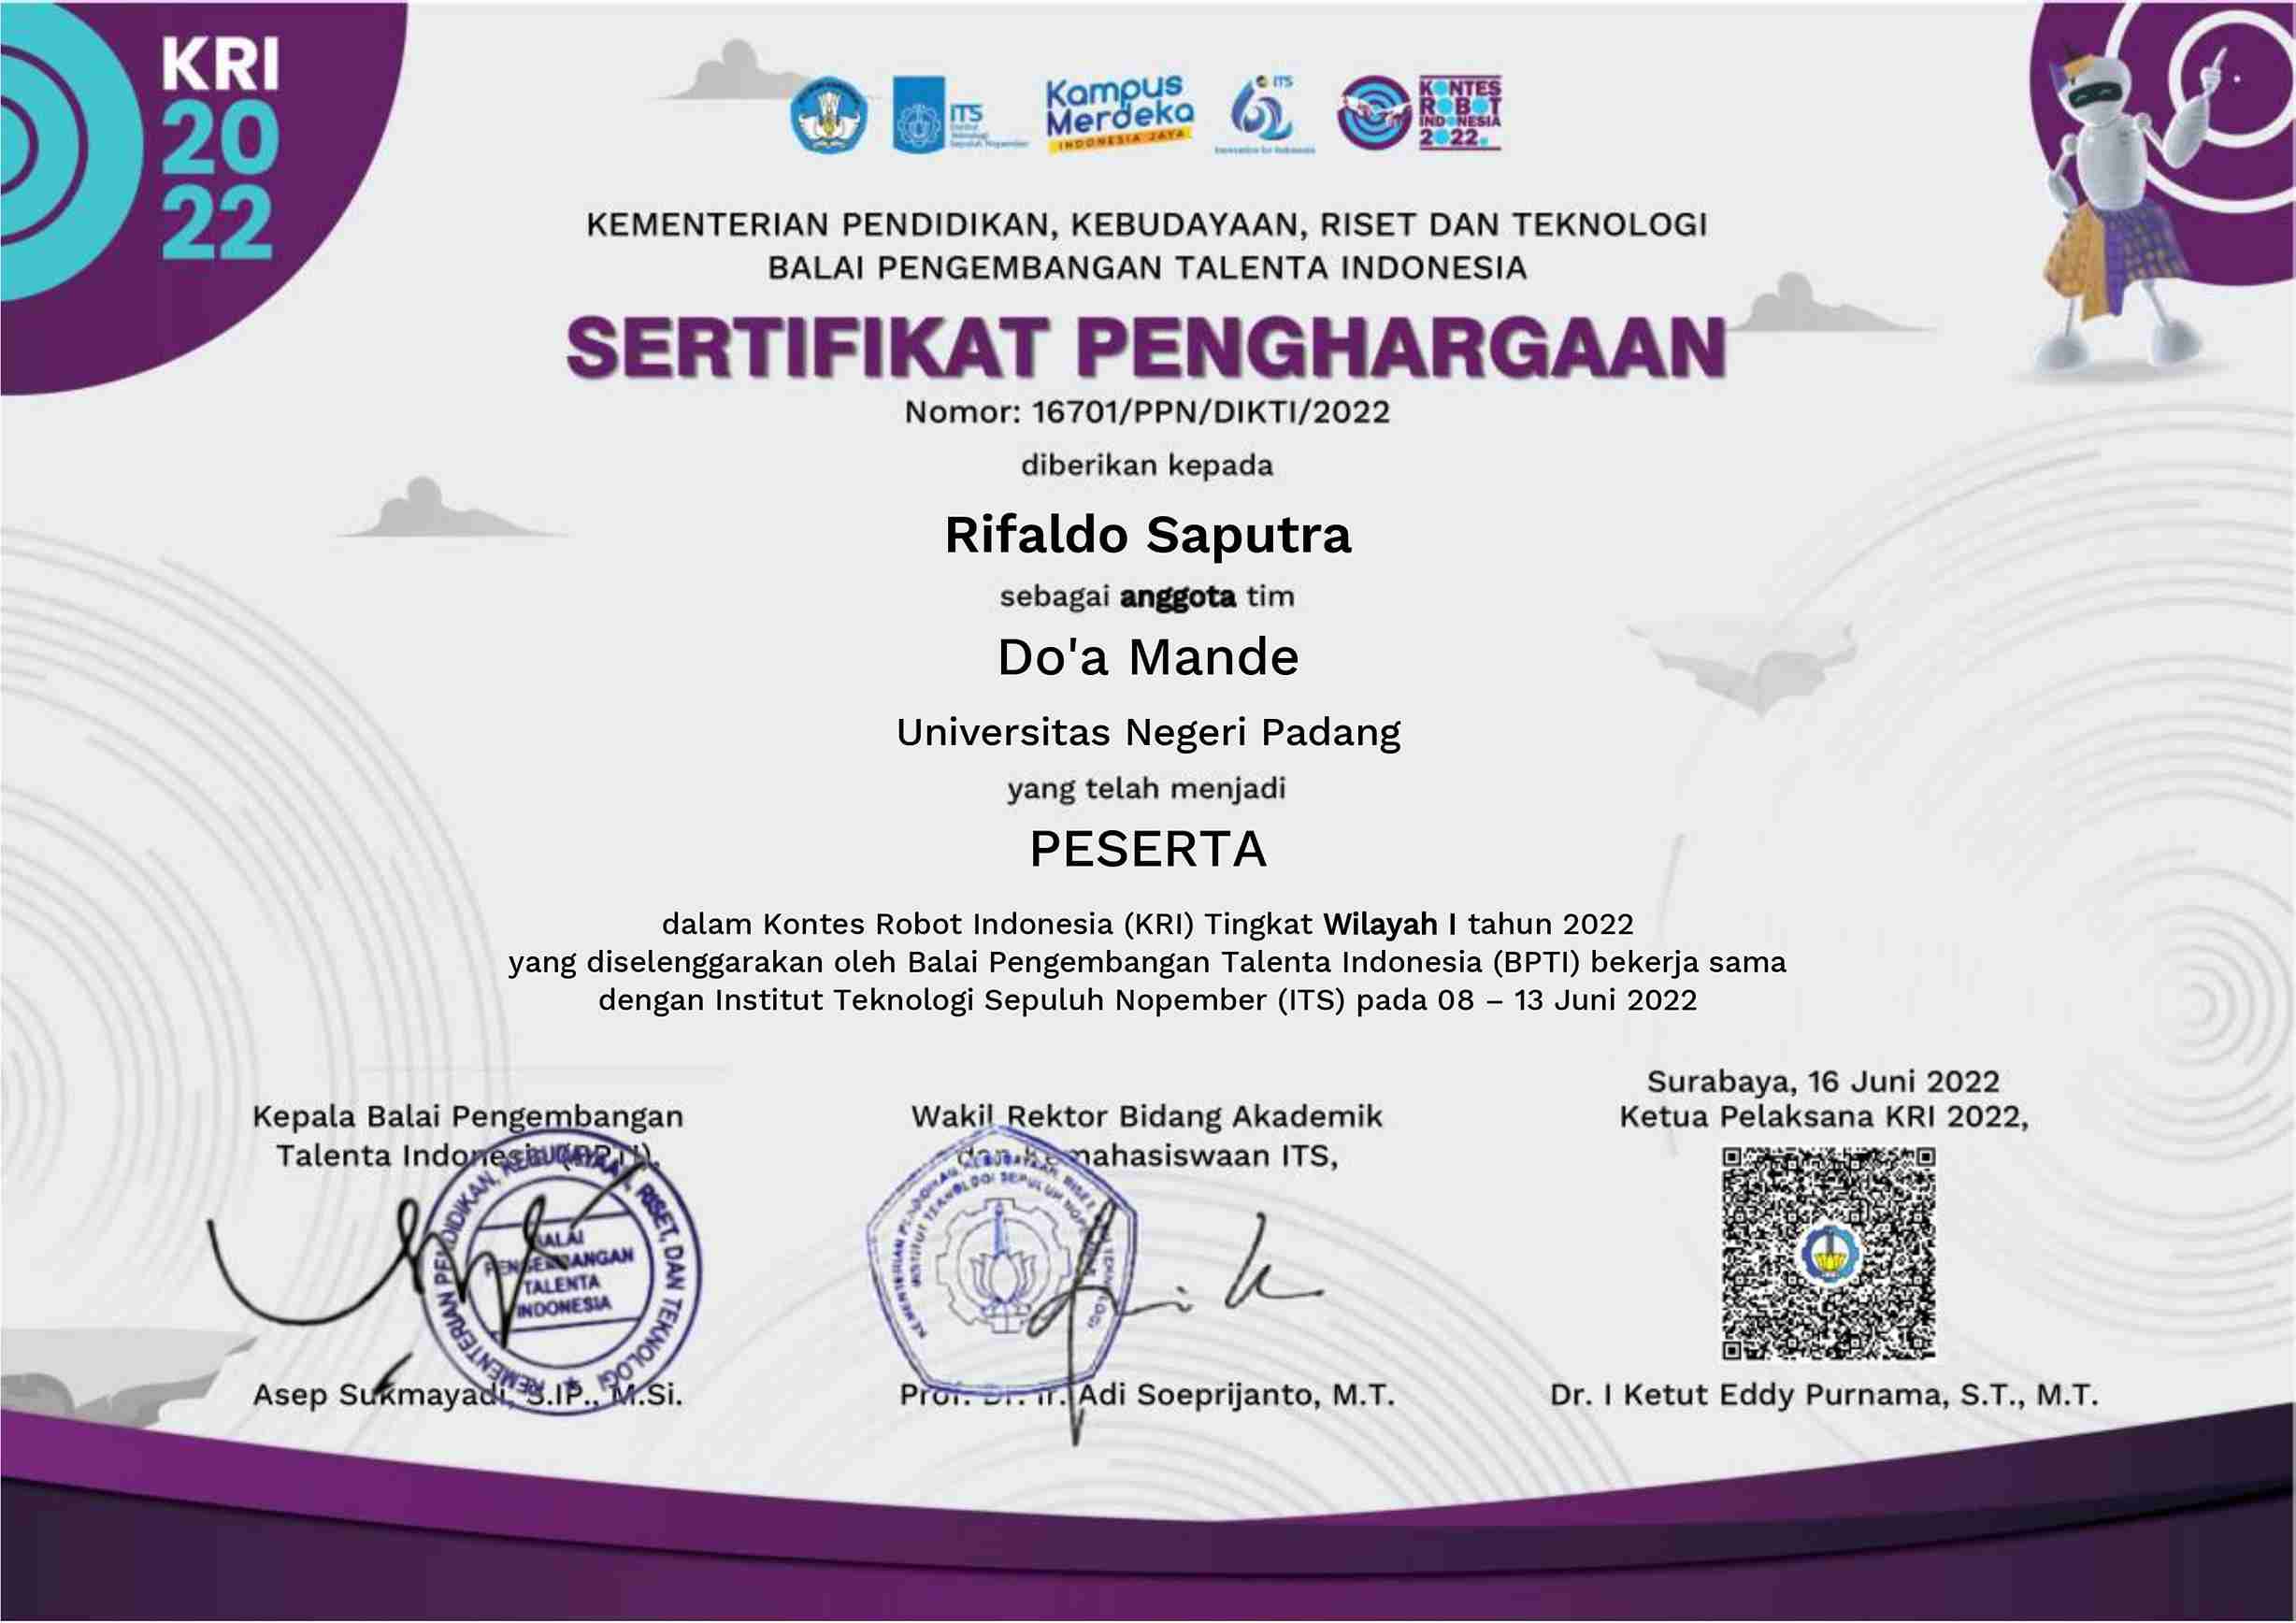 KRI
20
22
ITS
Institut
Teknologi
Sepuluh Nopember
Kampus
Merdeka
INDONESIA JAYA
ITS
KONTES
ROBOT
INDONESIA
2022.
KEMENTERIAN PENDIDIKAN, KEBUDAYAAN, RISET DAN TEKNOLOGI
BALAI PENGEMBANGAN TALENTA INDONESIA
SERTIFIKAT PENGHARGAAN
Nomor: 16701/PPN/DIKTI/2022
diberikan kepada
Rifaldo Saputra
sebagai anggota tim
Do'a Mande
Universitas Negeri Padang
yang telah menjadi
PESERTA
dalam Kontes Robot Indonesia (KRI) Tingkat Wilayah I tahun 2022
yang diselenggarakan oleh Balai Pengembangan Talenta Indonesia (BPTI) bekerja sama
dengan Institut Teknologi Sepuluh Nopember (ITS) pada 08 – 13 Juni 2022
Kepala Balai Pengembangan
Talenta Indonesia (BPTI),
KEMENTERIAN PENDIDIKAN, KEBUDAYAAN, RISET, DAN TEKNOLOGI
BALAI
PENGEMBANGAN
TALENTA
INDONESIA
Asep Sukmayadi, S.IP., M.Si.
Wakil Rektor Bidang Akademik
dan Kemahasiswaan ITS,
KEMENTERIAN PENDIDIKAN, KEBUDAYAAN, RISET, DAN TEKNOLOGI
INSTITUT TEKNOLOGI SEPULUH NOPEMBER
Prof. Dr. Ir. Adi Soeprijanto, M.T.
Surabaya, 16 Juni 2022
Ketua Pelaksana KRI 2022,
Dr. I Ketut Eddy Purnama, S.T., M.T.